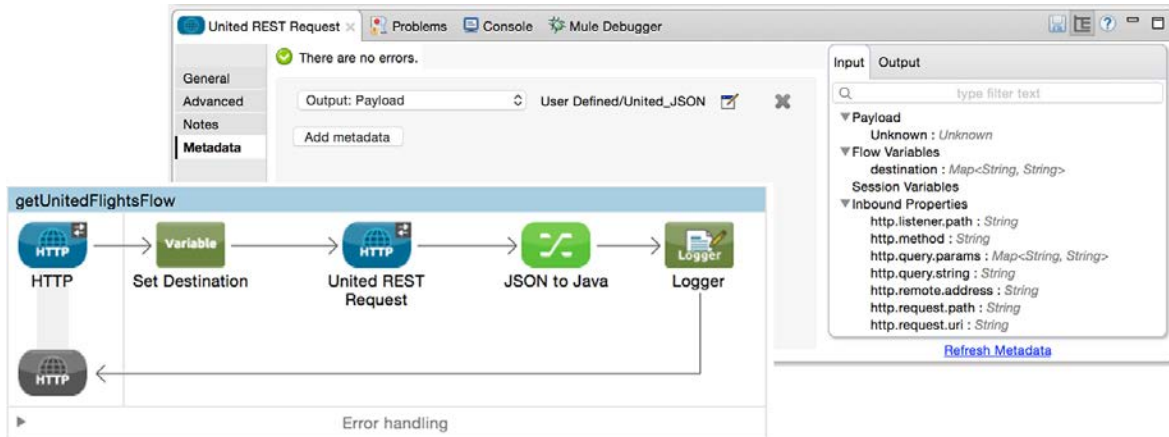 United REST Request
Problems
Console
Mule Debugger
There are no errors.
General
Advanced
Notes
Metadata
Output: Payload
User Defined/United_JSON
Add metadata
Input
Output
type filter text
Payload
Unknown : Unknown
Flow Variables
destination : Map<String, String>
Session Variables
Inbound Properties
http.listener.path : String
http.method : String
http.query.params : Map<String, String>
http.query.string : String
http.remote.address : String
http.request.path : String
http.request.uri : String
Refresh Metadata
getUnitedFlightsFlow
HTTP
Variable
HTTP
Logger
HTTP
Set Destination
United REST
Request
JSON to Java
Logger
HTTP
Error handling